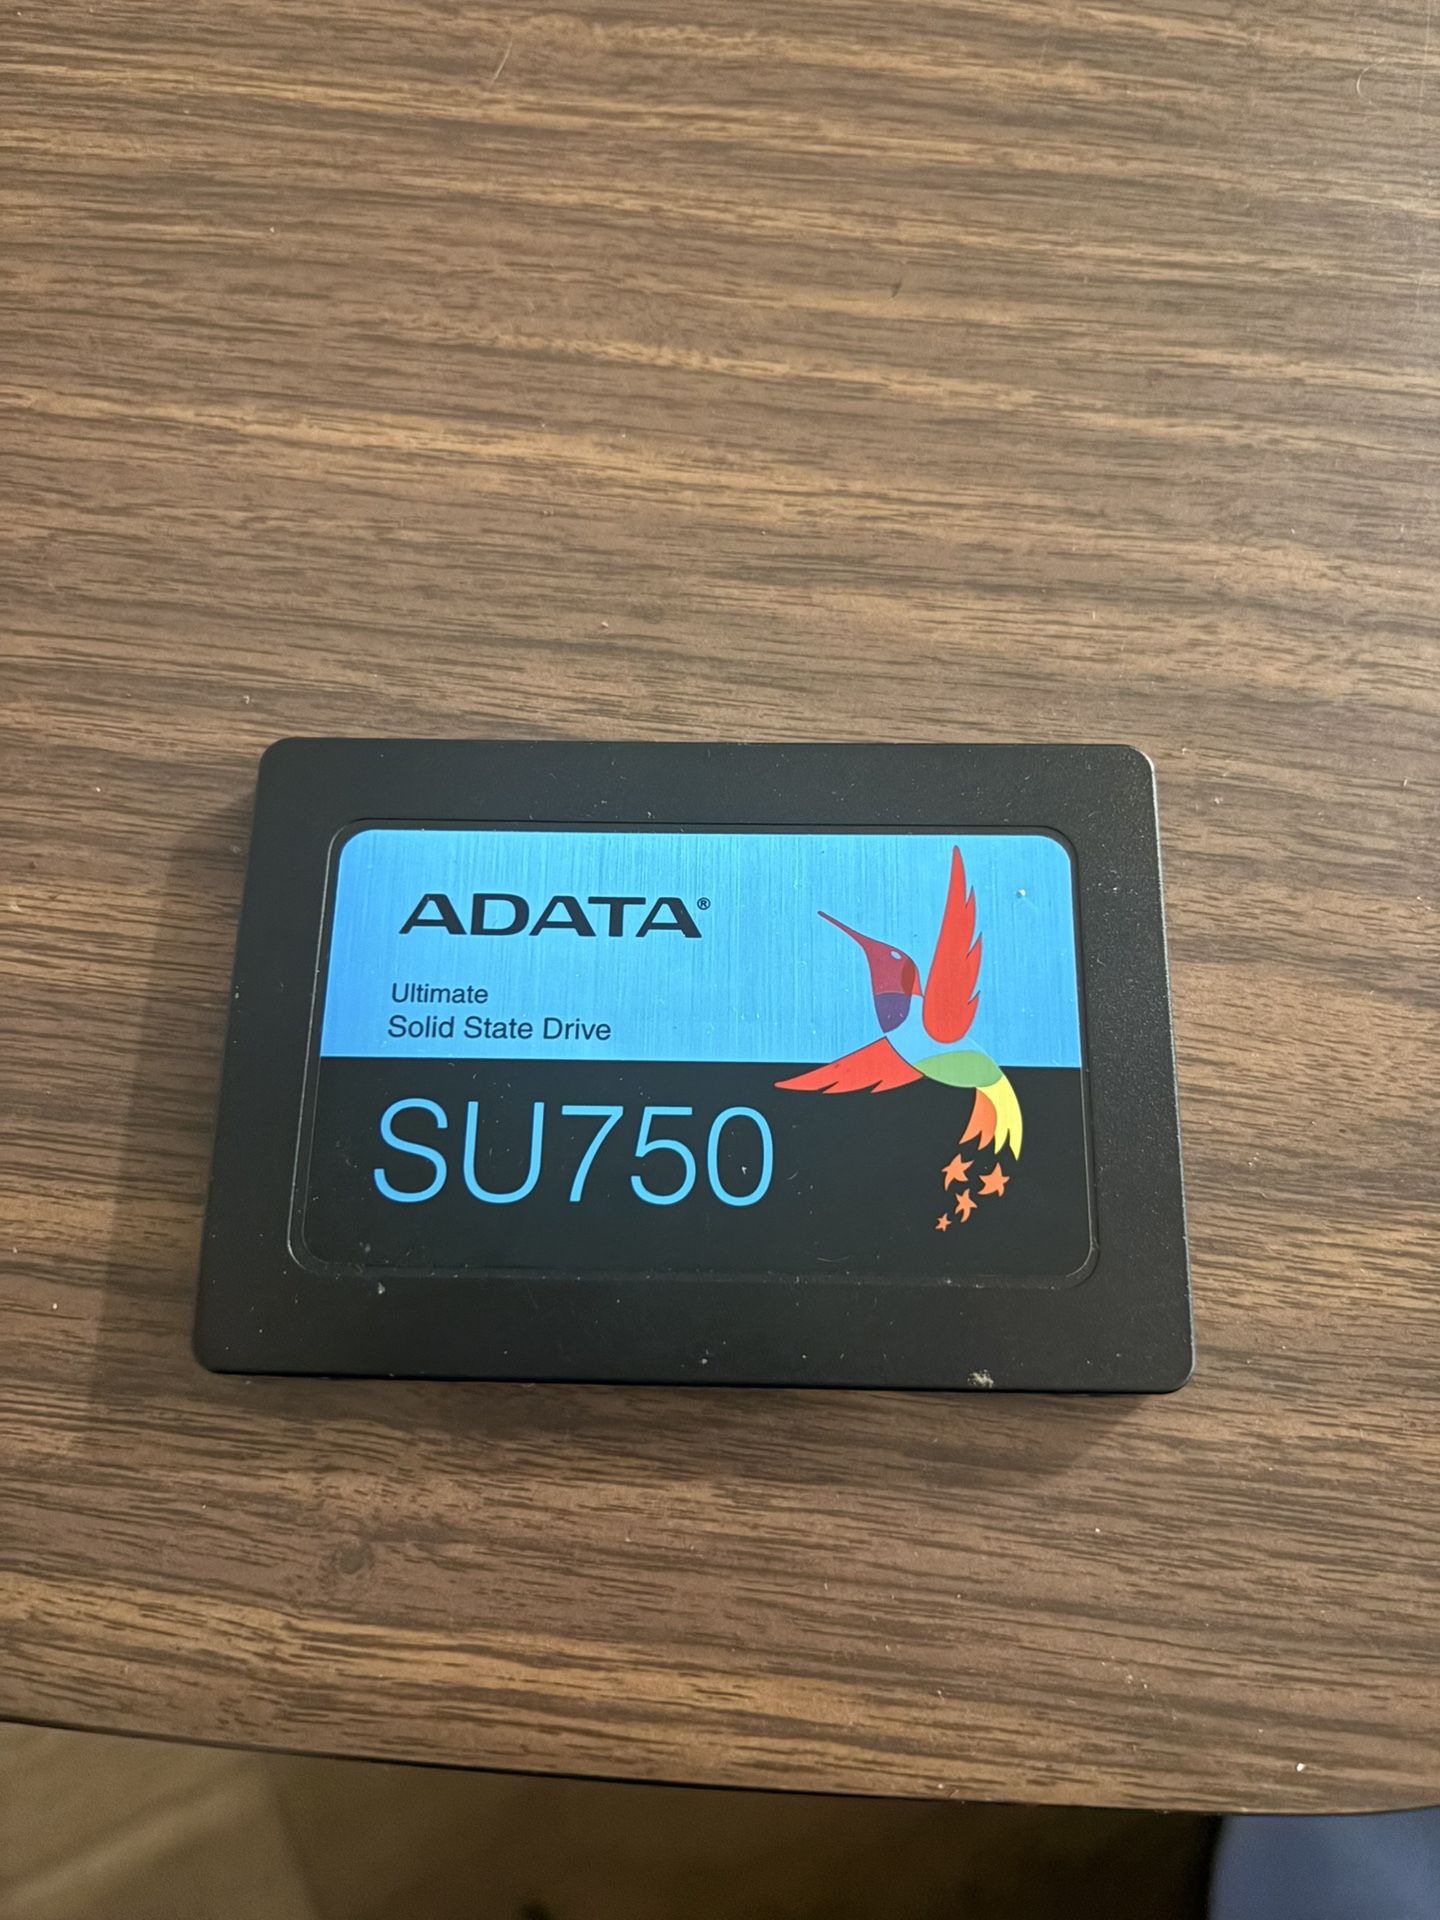 ADATA®
Ultimate
Solid State Drive
SU750